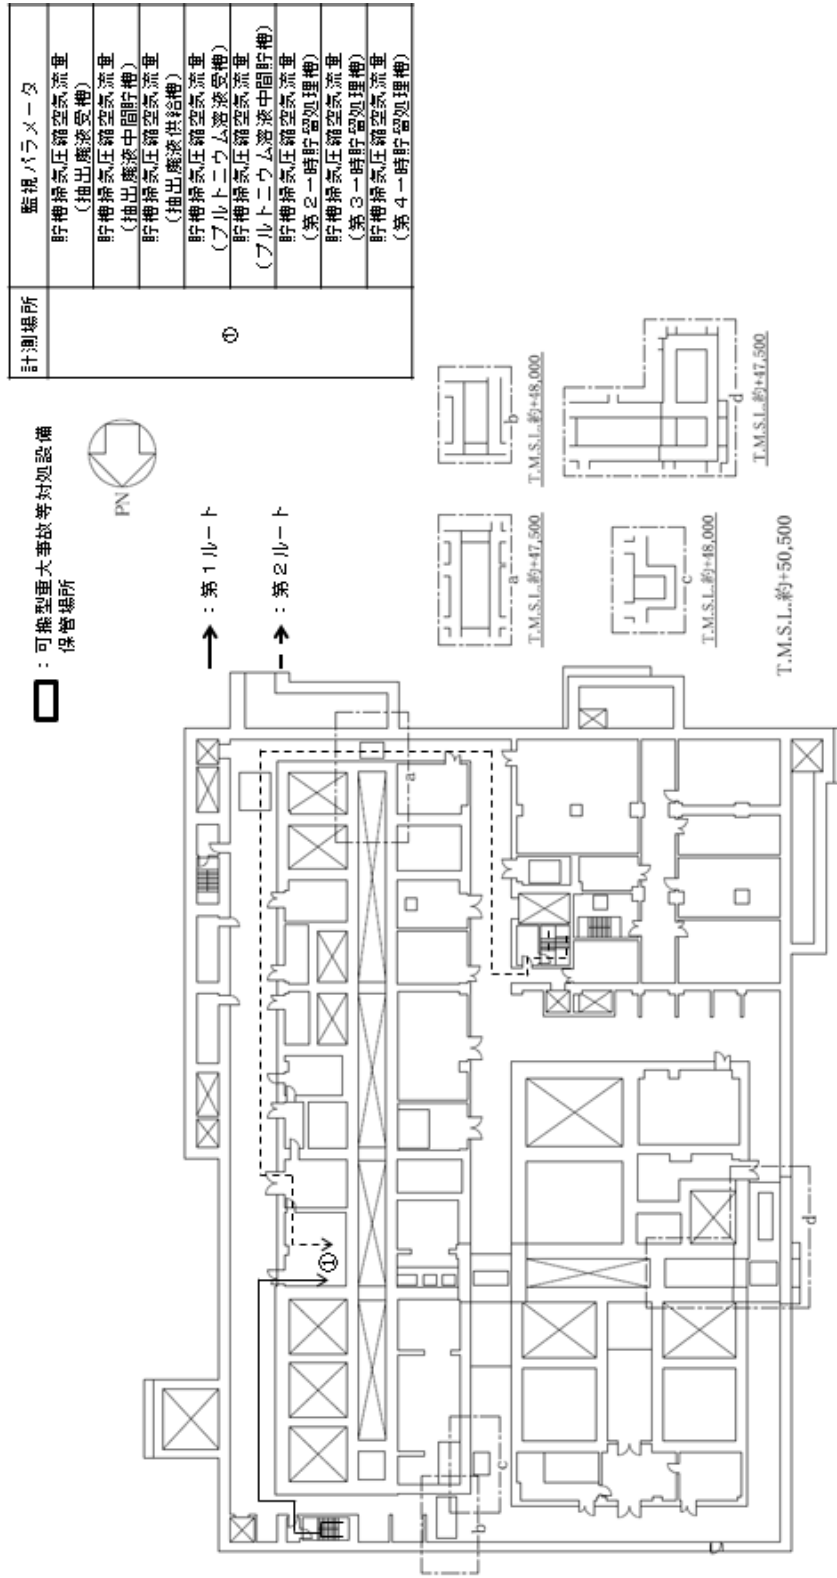 計測場所
監視パラメータ
①
貯槽掃気圧縮空気流量
(抽出廃液受槽)
貯槽掃気圧縮空気流量
(抽出廃液中間貯槽)
貯槽掃気圧縮空気流量
(抽出廃液供給槽)
貯槽掃気圧縮空気流量
(プルトニウム溶液受槽)
貯槽掃気圧縮空気流量
(プルトニウム溶液中間貯槽)
貯槽掃気圧縮空気流量
(第2一時貯留処理槽)
貯槽掃気圧縮空気流量
(第3一時貯留処理槽)
貯槽掃気圧縮空気流量
(第4一時貯留処理槽)
：可搬型重大事故等対処設備
保管場所
PN
：第1ルート
：第2ルート
a
T.M.S.L.約+47,500
b
T.M.S.L.約+48,000
c
T.M.S.L.約+48,000
d
T.M.S.L.約+47,500
T.M.S.L.約+50,500
①
a
b
c
d